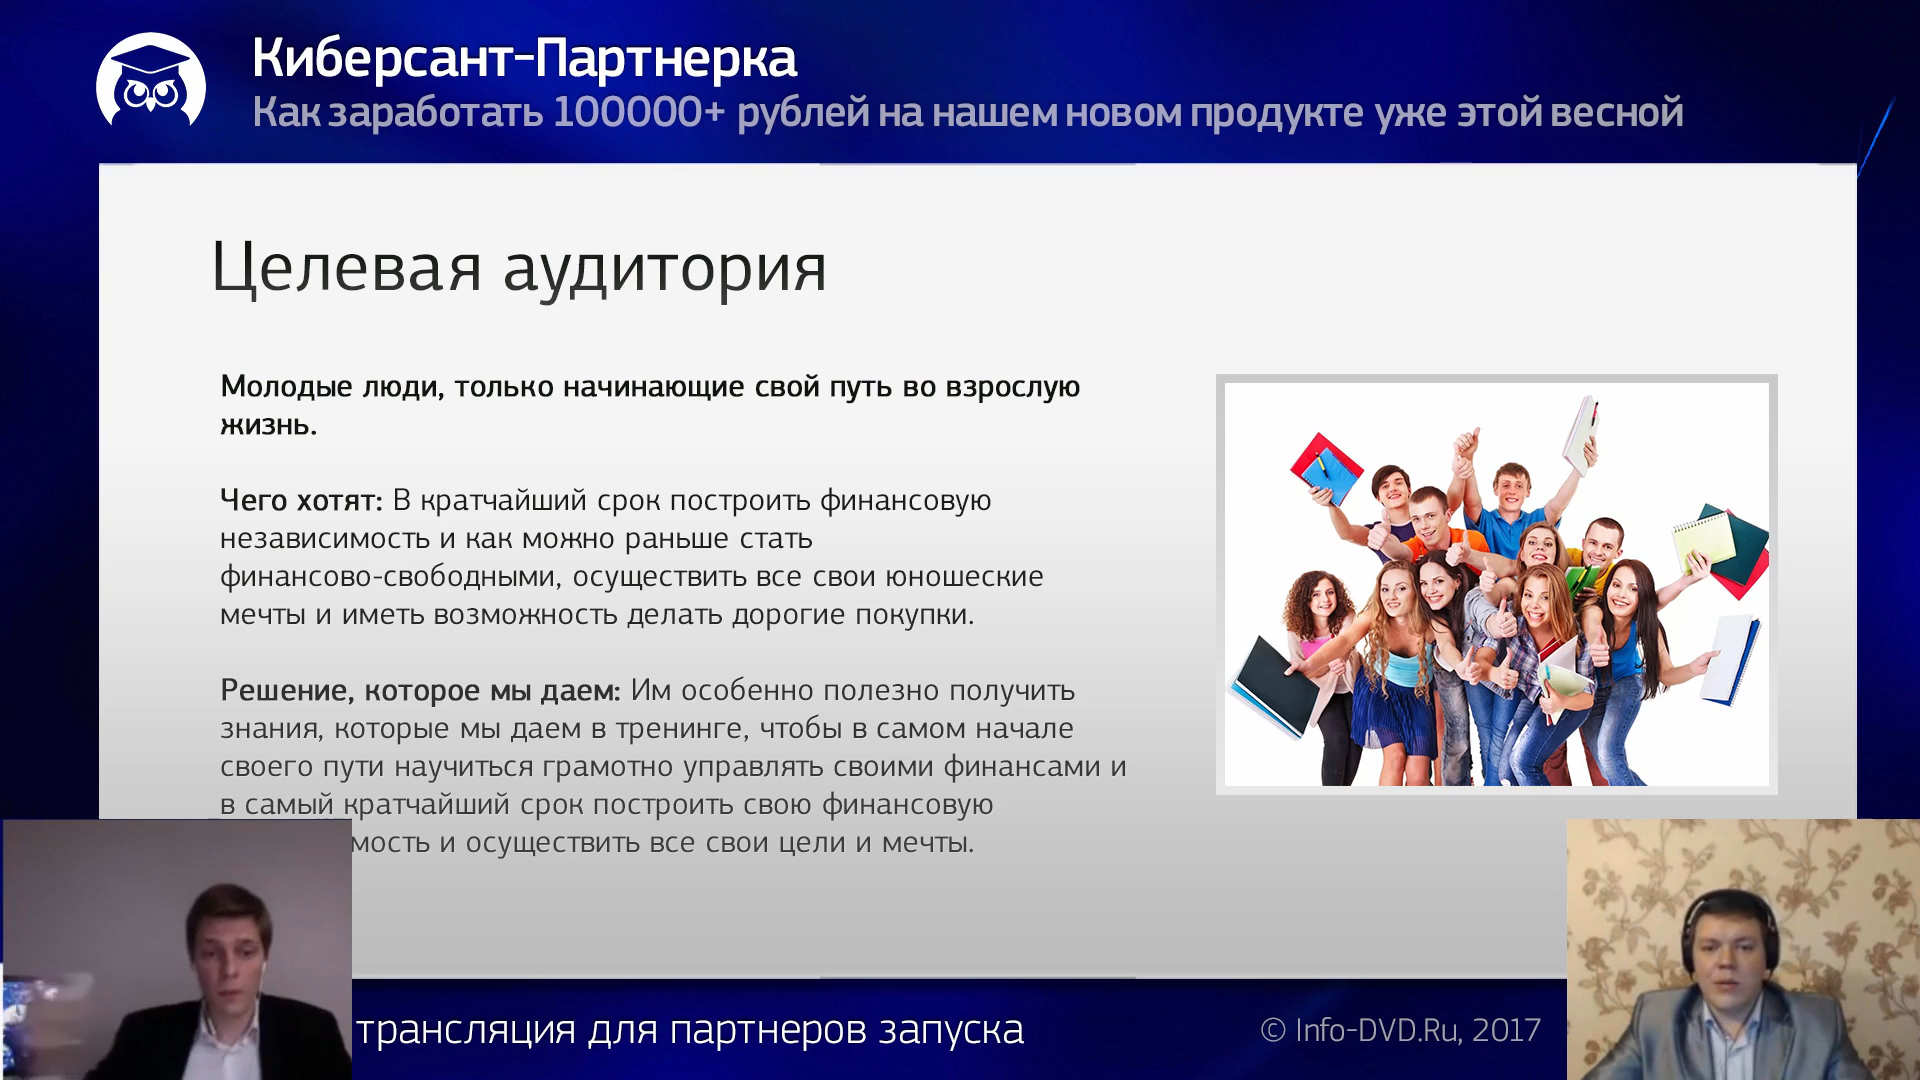 Киберсант-Партнерка
Как заработать 100000+ рублей на нашем новом продукте уже этой весной
Целевая аудитория
Молодые люди, только начинающие свой путь во взрослую
жизнь.
Чего хотят: В кратчайший срок построить финансовую
независимость и как можно раньше стать
финансово-свободными, осуществить все свои юношеские
мечты и иметь возможность делать дорогие покупки.
Решение, которое мы даем: Им особенно полезно получить
знания, которые мы даем в тренинге, чтобы в самом начале
своего пути научиться грамотно управлять своими финансами и
в самый кратчайший срок построить свою финансовую
мость и осуществить все свои цели и мечты.
трансляция для партнеров запуска
© Info-DVD.Ru, 2017